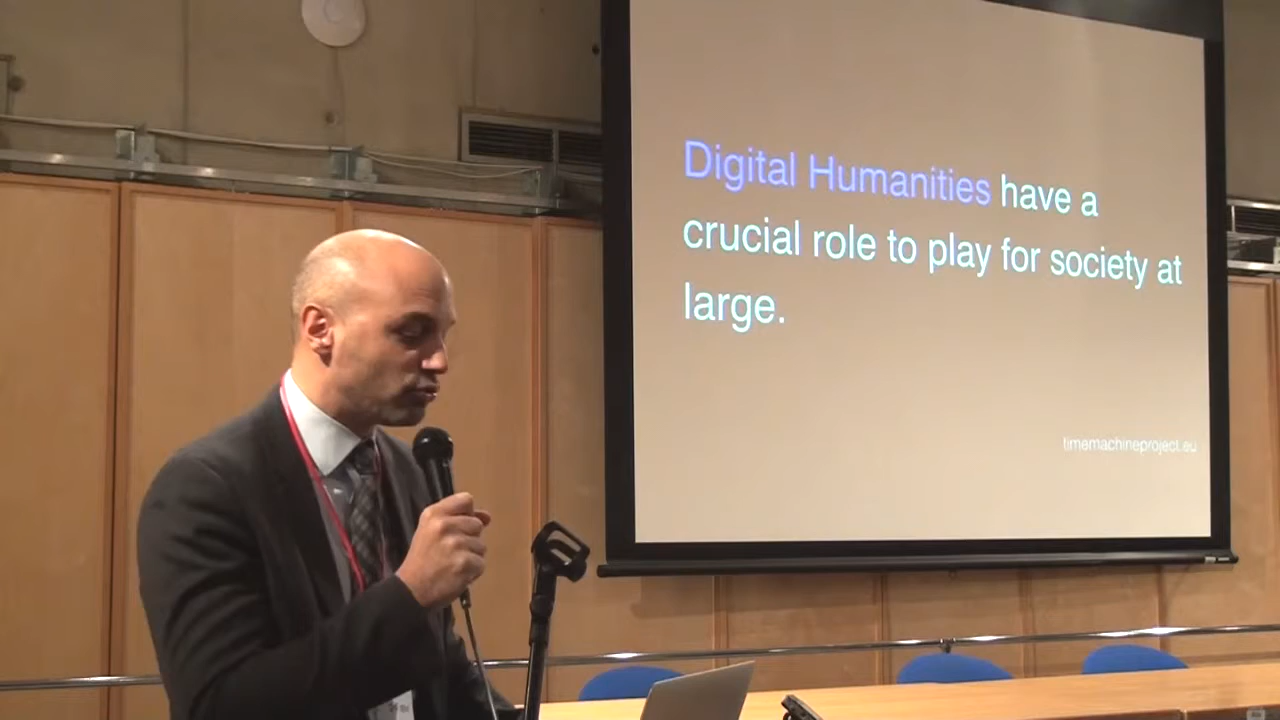 Digital Humanities have a
crucial role to play for society at
large.
timemachineproject.eu